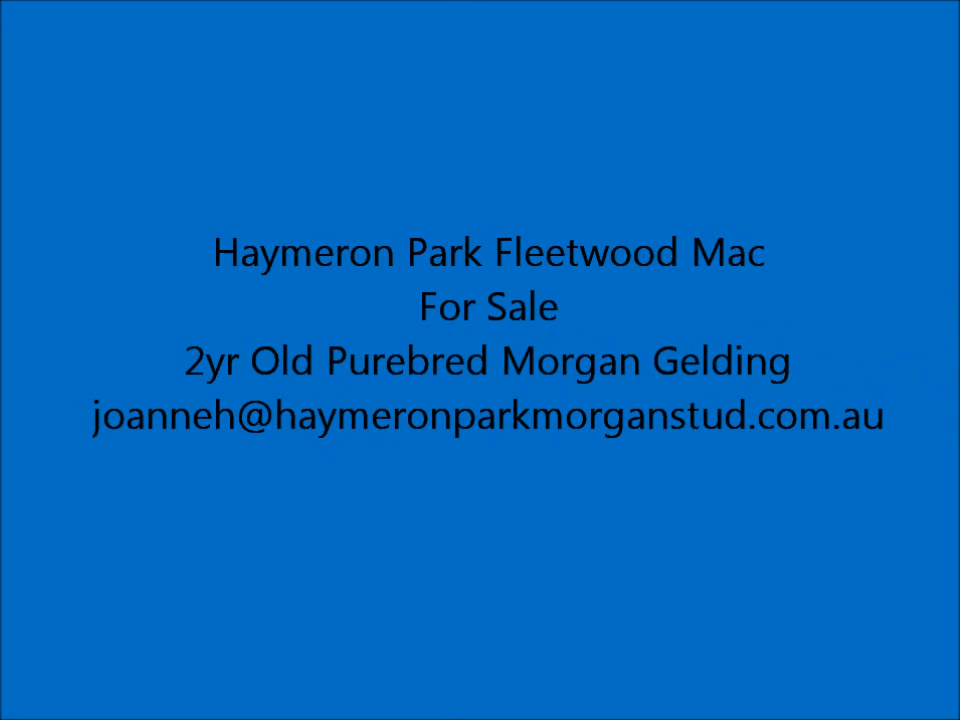 Haymeron Park Fleetwood Mac
For Sale
2yr Old Purebred Morgan Gelding
joanneh@haymeronparkmorganstud.com.au